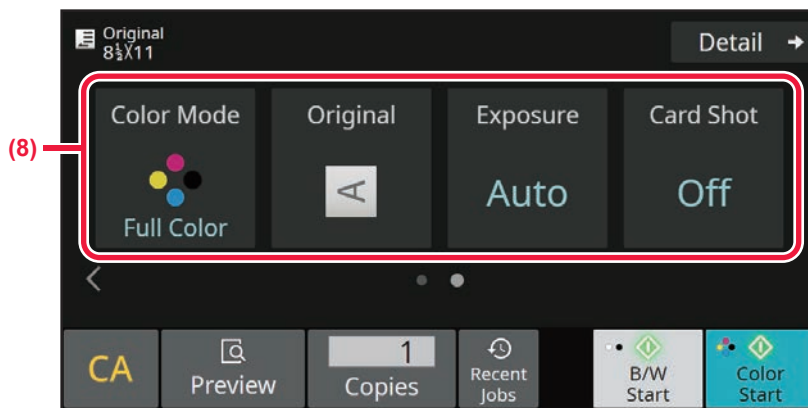 Original
8½X11
Detail
(8)
Color Mode
Original
Exposure
Card Shot
A
Auto
Off
Full Color
CA
Preview
1
Copies
Recent
Jobs
B/W
Start
Color
Start